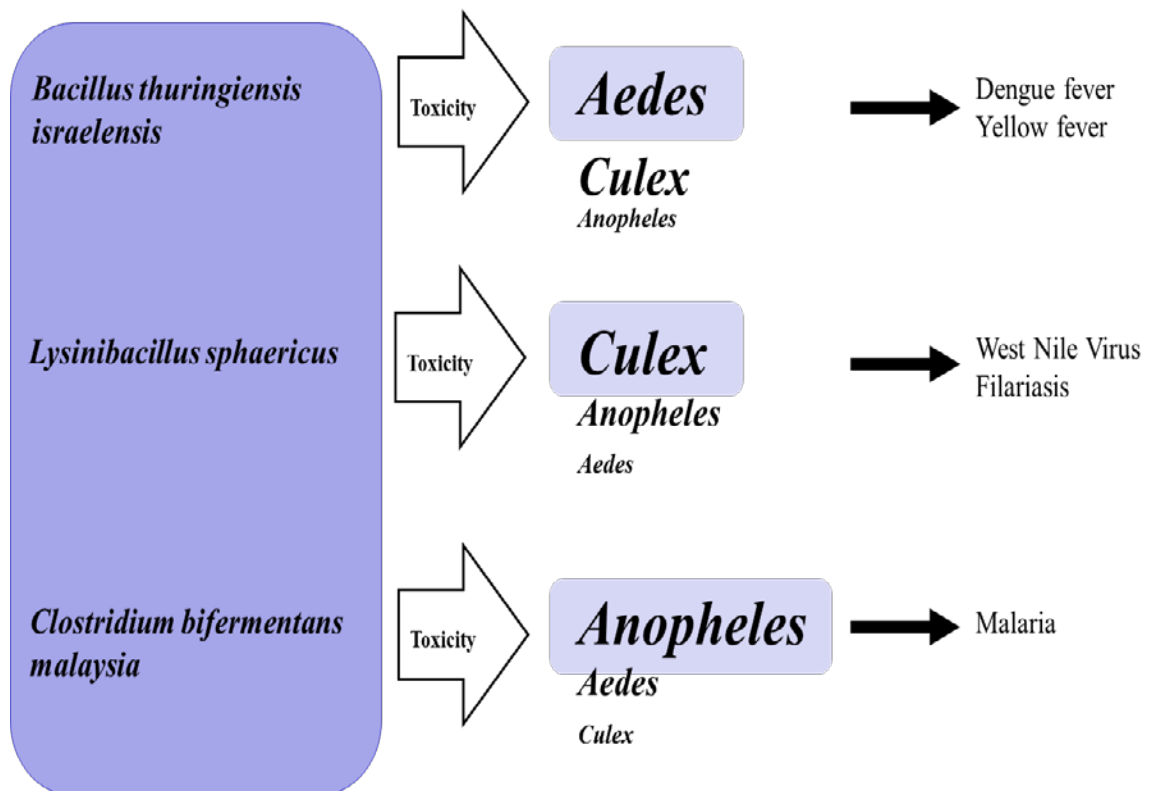 Bacillus thuringiensis
israelensis
Toxicity
Aedes
Culex
Anopheles
Dengue fever
Yellow fever
Lysinibacillus sphaericus
Toxicity
Culex
Anopheles
Aedes
West Nile Virus
Filariasis
Clostridium bifermentans
malaysia
Toxicity
Anopheles
Aedes
Culex
Malaria